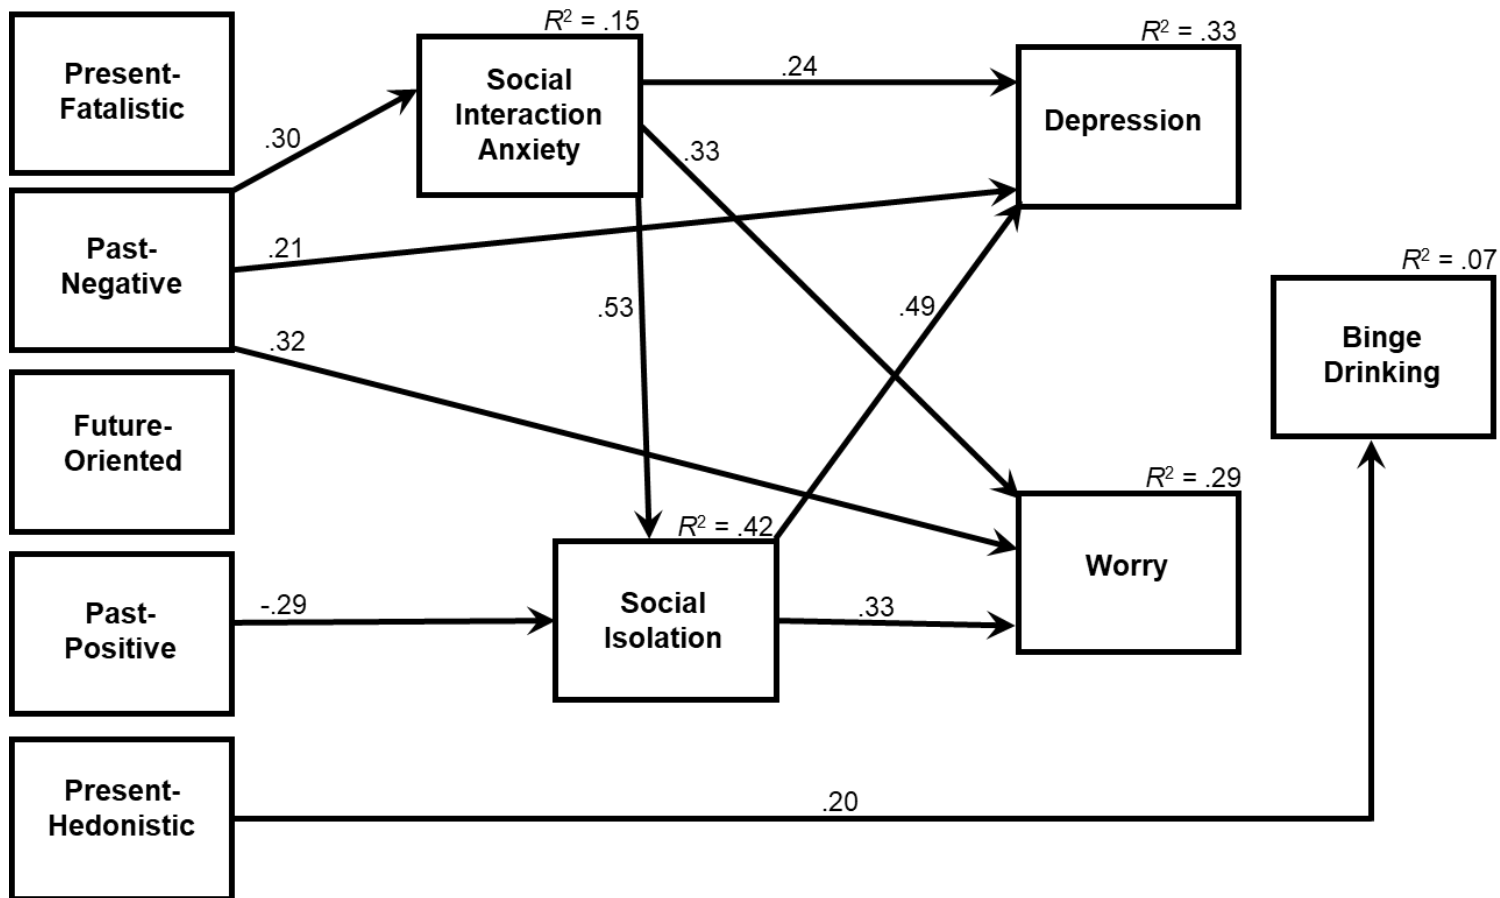 R² = .15
R² = .33
Present-
Fatalistic
Social
Interaction
Anxiety
.24
Depression
.30
.33
Past-
Negative
.21
R² = .07
.53
.49
.32
Binge
Drinking
Future-
Oriented
R² = .29
R² = .42
Worry
Past-
Positive
-.29
Social
Isolation
.33
Present-
Hedonistic
.20